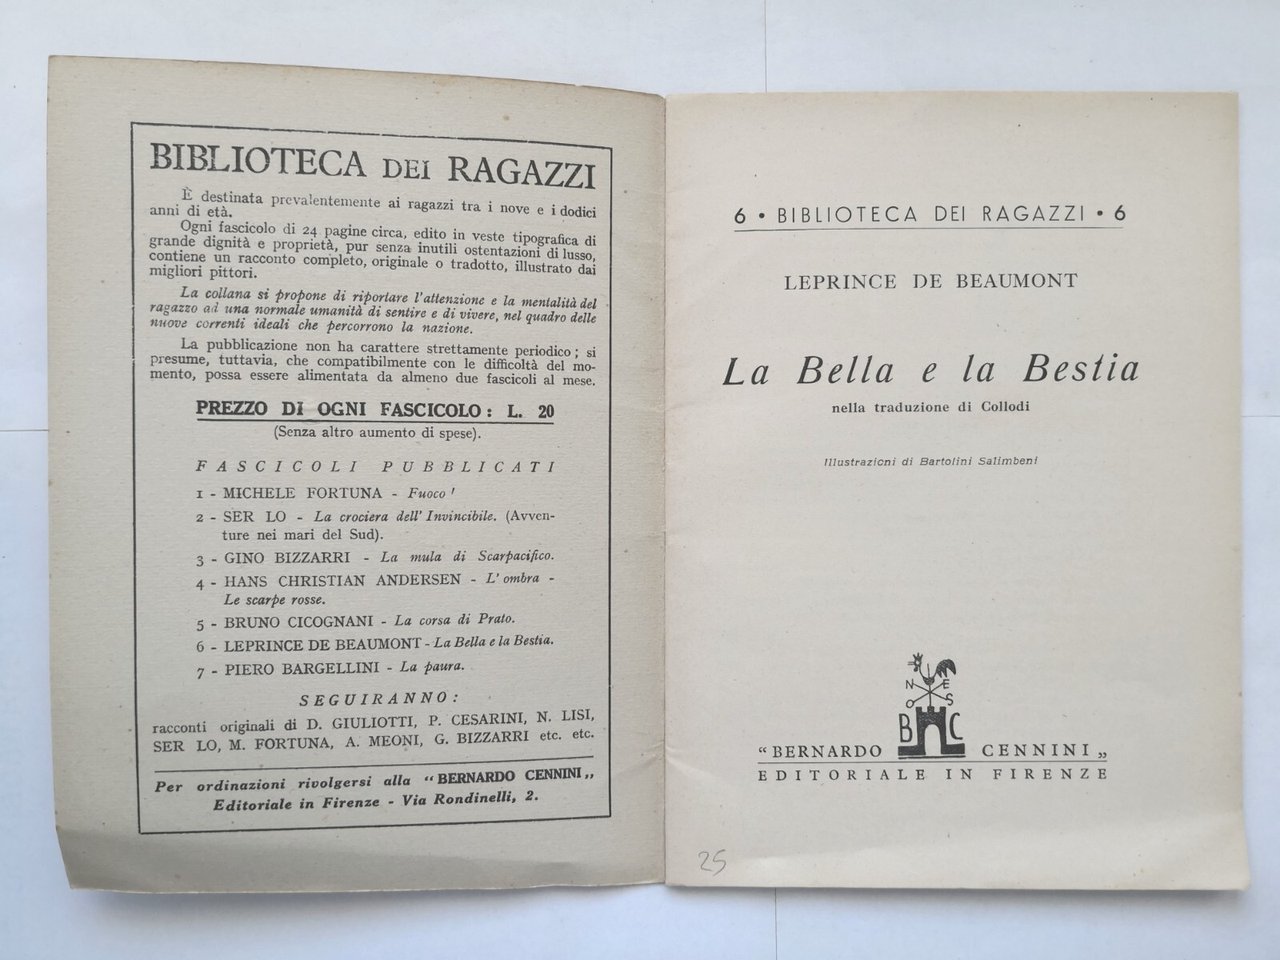 BIBLIOTECA DEI RAGAZZI
È destinata prevalentemente ai ragazzi tra i nove e i dodici
anni di età.
Ogni fascicolo di 24 pagine circa, edito in veste tipografica di
grande dignità e proprietà, pur senza inutili ostentazioni di lusso,
contiene un racconto completo, originale o tradotto, illustrato dai
migliori pittori.
La collana si propone di riportare l'attenzione e la mentalità del
ragazzo ad una normale umanità di sentire e di vivere, nel quadro delle
nuove correnti ideali che percorrono la nazione.
La pubblicazione non ha carattere strettamente periodico; si
presume, tuttavia, che compatibilmente con le difficoltà del mo-
mento, possa essere alimentata da almeno due fascicoli al mese.
PREZZO DI OGNI FASCICOLO: L. 20
(Senza altro aumento di spese).
FASCICOLI PUBBLICATI
1 - MICHELE FORTUNA - Fuoco!
2 - SER LO - La crociera dell'Invincibile. (Avven-
ture nei mari del Sud).
3 - GINO BIZZARRI - La mula di Scarpacifico.
4 - HANS CHRISTIAN ANDERSEN - L'ombra -
Le scarpe rosse.
5 - BRUNO CICOGNANI - La corsa di Prato.
6 - LEPRINCE DE BEAUMONT - La Bella e la Bestia.
7 - PIERO BARGELLINI - La paura.
SEGUIRANNO:
racconti originali di D. GIULIOTTI, P. CESARINI, N. LISI,
SER LO, M. FORTUNA, A. MEONI, G. BIZZARRI etc. etc.
Per ordinazioni rivolgersi alla “BERNARDO CENNINI„
Editoriale in Firenze - Via Rondinelli, 2.
6 • BIBLIOTECA DEI RAGAZZI • 6
LEPRINCE DE BEAUMONT
La Bella e la Bestia
nella traduzione di Collodi
Illustrazioni di Bartolini Salimbeni
N E
O S
B C
“BERNARDO CENNINI„
EDITORIALE IN FIRENZE
25